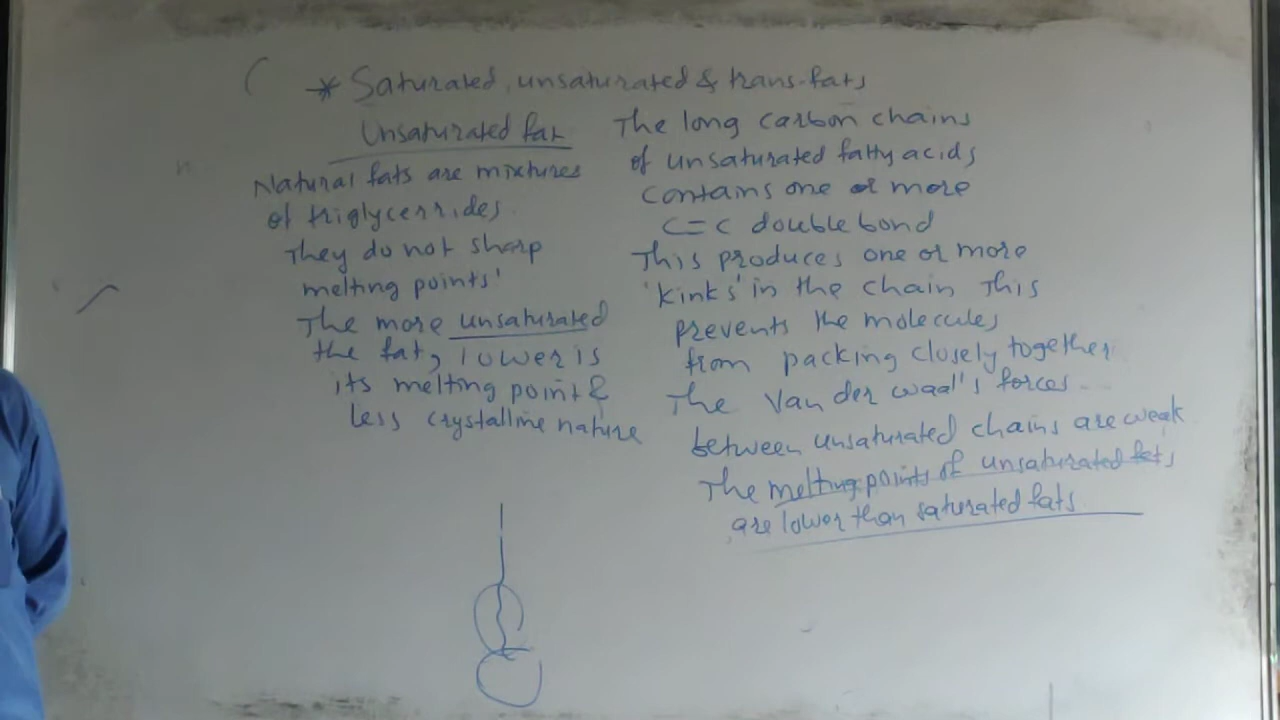 * Saturated, unsaturated & trans-fats
Unsaturated fat
Natural fats are mixtures
of triglycerrides.
They do not sharp
melting points'
The more unsaturated
the fat, lower is
its melting point &
less crystalline nature
The long carbon chains
of unsaturated fatty acids
contains one or more
C=C double bond
This produces one or more
'kinks' in the chain This
prevents the molecules
from packing closely together
The Van der waal's forces
between unsaturated chains are weak
The melting points of unsaturated fats
are lower than saturated fats